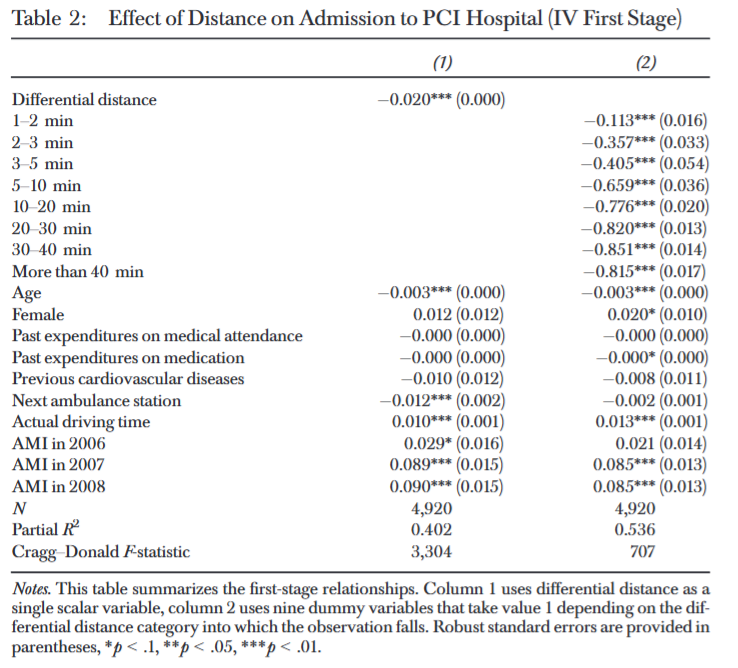 Table 2: Effect of Distance on Admission to PCI Hospital (IV First Stage)
(1) (2)
Differential distance −0.020*** (0.000)
1–2 min −0.113*** (0.016)
2–3 min −0.357*** (0.033)
3–5 min −0.405*** (0.054)
5–10 min −0.659*** (0.036)
10–20 min −0.776*** (0.020)
20–30 min −0.820*** (0.013)
30–40 min −0.851*** (0.014)
More than 40 min −0.815*** (0.017)
Age −0.003*** (0.000) −0.003*** (0.000)
Female 0.012 (0.012) 0.020* (0.010)
Past expenditures on medical attendance −0.000 (0.000) −0.000 (0.000)
Past expenditures on medication −0.000 (0.000) −0.000* (0.000)
Previous cardiovascular diseases −0.010 (0.012) −0.008 (0.011)
Next ambulance station −0.012*** (0.002) −0.002 (0.001)
Actual driving time 0.010*** (0.001) 0.013*** (0.001)
AMI in 2006 0.029* (0.016) 0.021 (0.014)
AMI in 2007 0.089*** (0.015) 0.085*** (0.013)
AMI in 2008 0.090*** (0.015) 0.085*** (0.013)
N 4,920 4,920
Partial R² 0.402 0.536
Cragg–Donald F-statistic 3,304 707
Notes. This table summarizes the first-stage relationships. Column 1 uses differential distance as a
single scalar variable, column 2 uses nine dummy variables that take value 1 depending on the dif-
ferential distance category into which the observation falls. Robust standard errors are provided in
parentheses, *p < .1, **p < .05, ***p < .01.